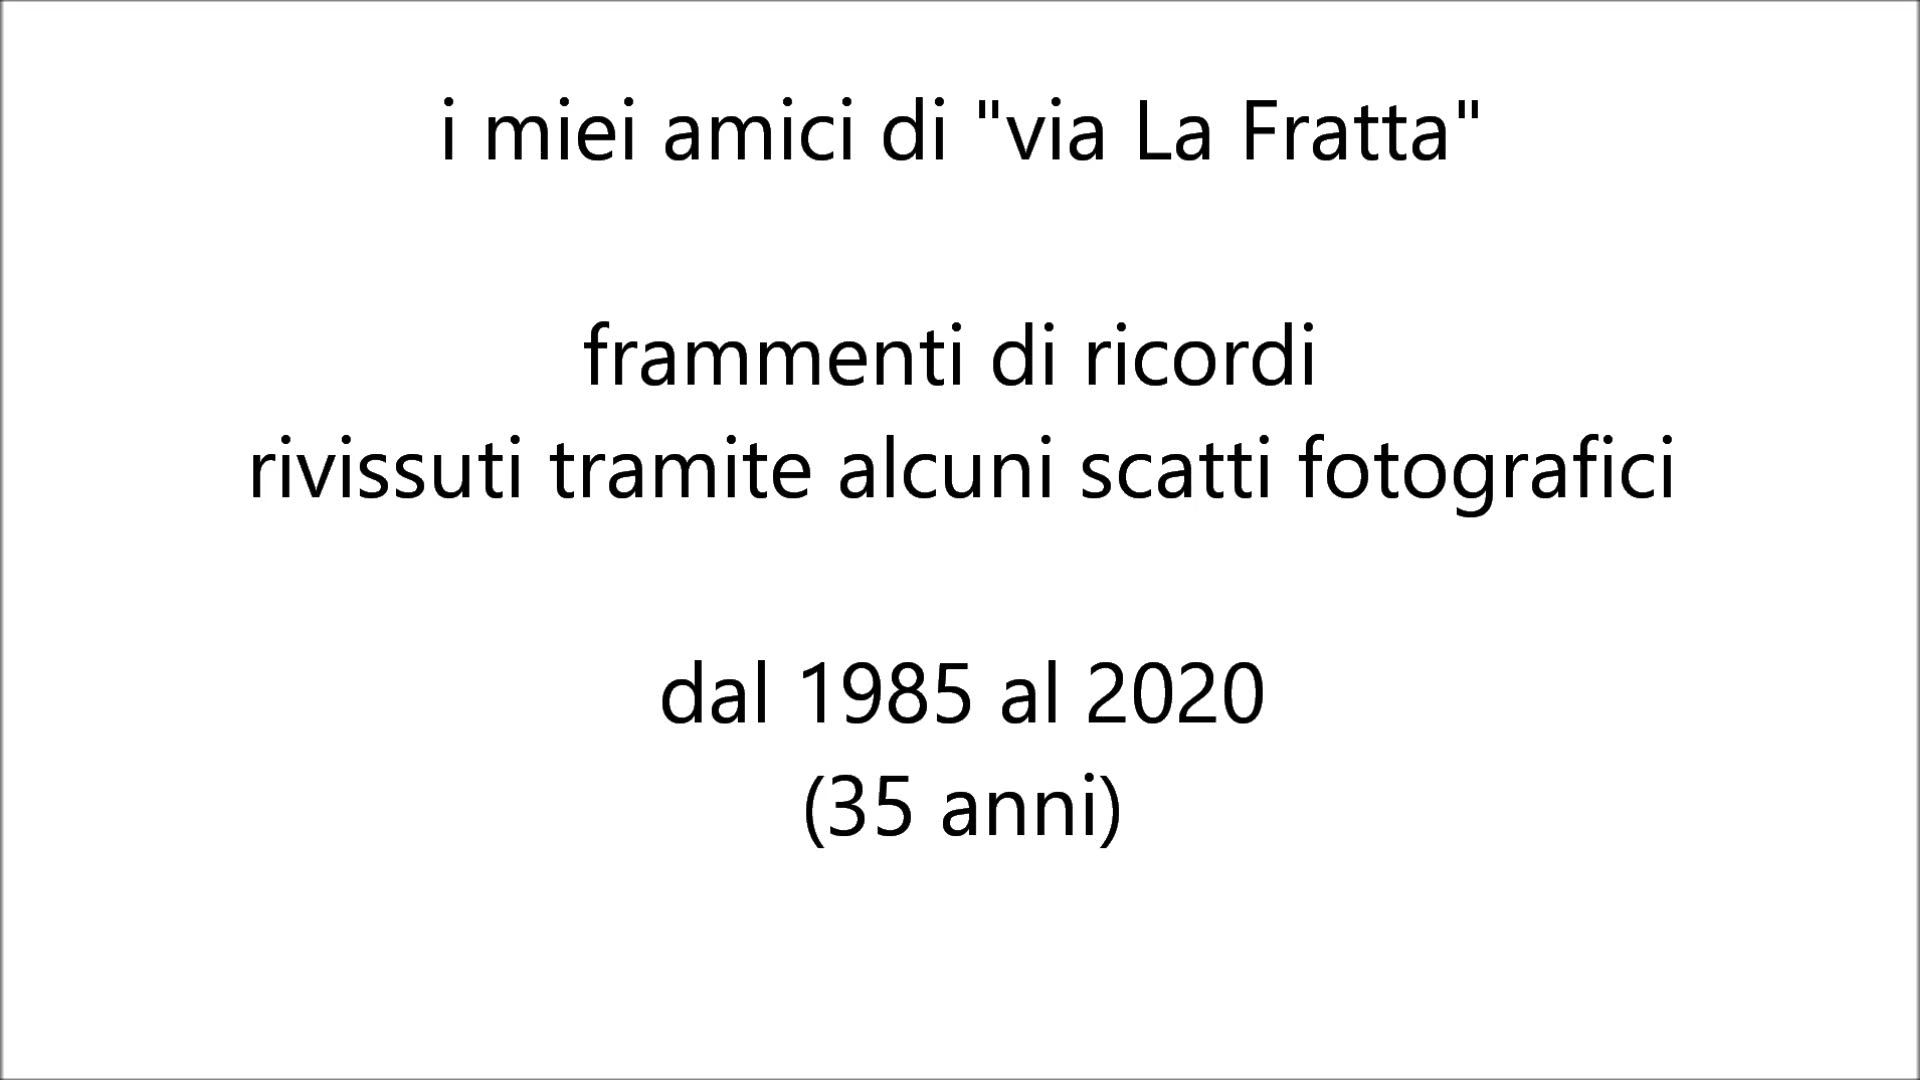 i miei amici di "via La Fratta"
frammenti di ricordi
rivissuti tramite alcuni scatti fotografici
dal 1985 al 2020
(35 anni)